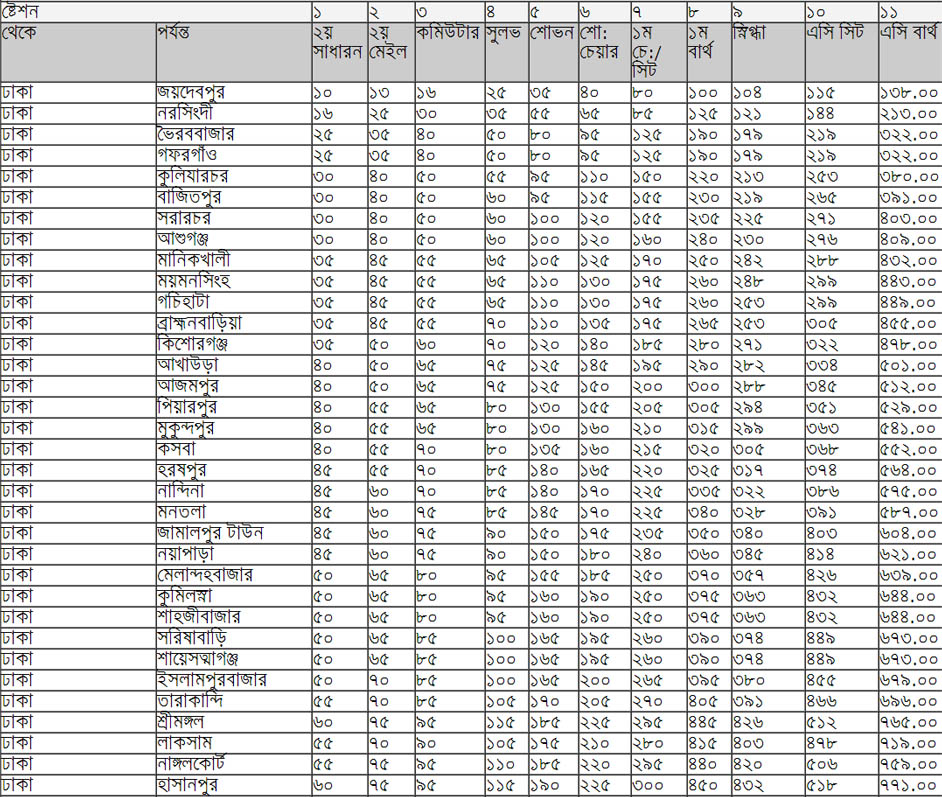 ষ্টেশন ১ ২ ৩ ৪ ৫ ৬ ৭ ৮ ৯ ১০ ১১
থেকে পর্যন্ত ২য় সাধারন ২য় মেইল কমিউটার সুলভ শোভন শো: চেয়ার ১ম চে:/সিট ১ম বার্থ স্নিগ্ধা এসি সিট এসি বার্থ
ঢাকা জয়দেবপুর ১০ ১৩ ১৬ ২৫ ৩৫ ৪০ ৮০ ১০০ ১০৪ ১১৫ ১৩৮.০০
ঢাকা নরসিংদী ১৬ ২৫ ৩০ ৩৫ ৫৫ ৬৫ ৮৫ ১২৫ ১২১ ১৪৪ ২১৩.০০
ঢাকা ভৈরববাজার ২৫ ৩৫ ৪০ ৫০ ৮০ ৯৫ ১২৫ ১৯০ ১৭৯ ২১৯ ৩২২.০০
ঢাকা গফরগাঁও ২৫ ৩৫ ৪০ ৫০ ৮০ ৯৫ ১২৫ ১৯০ ১৭৯ ২১৯ ৩২২.০০
ঢাকা কুলিযারচর ৩০ ৪০ ৫০ ৫৫ ৯৫ ১১০ ১৫০ ২২০ ২১৩ ২৫৩ ৩৮০.০০
ঢাকা বাজিতপুর ৩০ ৪০ ৫০ ৬০ ৯৫ ১১৫ ১৫৫ ২৩০ ২১৯ ২৬৫ ৩৯১.০০
ঢাকা সরারচর ৩০ ৪০ ৫০ ৬০ ১০০ ১২০ ১৫৫ ২৩৫ ২২৫ ২৭১ ৪০৩.০০
ঢাকা আশুগঞ্জ ৩০ ৪০ ৫০ ৬০ ১০০ ১২০ ১৬০ ২৪০ ২৩০ ২৭৬ ৪০৯.০০
ঢাকা মানিকখালী ৩৫ ৪৫ ৫৫ ৬৫ ১০৫ ১২৫ ১৭০ ২৫০ ২৪২ ২৮৮ ৪৩২.০০
ঢাকা ময়মনসিংহ ৩৫ ৪৫ ৫৫ ৬৫ ১১০ ১৩০ ১৭৫ ২৬০ ২৪৮ ২৯৯ ৪৪৩.০০
ঢাকা গচিহাটা ৩৫ ৪৫ ৫৫ ৬৫ ১১০ ১৩০ ১৭৫ ২৬০ ২৫৩ ২৯৯ ৪৪৯.০০
ঢাকা ব্রাহ্মনবাড়িয়া ৩৫ ৪৫ ৫৫ ৭০ ১১০ ১৩৫ ১৭৫ ২৬৫ ২৫৩ ৩০৫ ৪৫৫.০০
ঢাকা কিশোরগঞ্জ ৩৫ ৫০ ৬০ ৭০ ১২০ ১৪০ ১৮৫ ২৮০ ২৭১ ৩২২ ৪৭৮.০০
ঢাকা আখাউড়া ৪০ ৫০ ৬৫ ৭৫ ১২৫ ১৪৫ ১৯৫ ২৯০ ২৮২ ৩৩৪ ৫০১.০০
ঢাকা আজমপুর ৪০ ৫০ ৬৫ ৭৫ ১২৫ ১৫০ ২০০ ৩০০ ২৮৮ ৩৪৫ ৫১২.০০
ঢাকা পিয়ারপুর ৪০ ৫৫ ৬৫ ৮০ ১৩০ ১৫৫ ২০৫ ৩০৫ ২৯৪ ৩৫১ ৫২৯.০০
ঢাকা মুকুন্দপুর ৪০ ৫৫ ৬৫ ৮০ ১৩০ ১৬০ ২১০ ৩১৫ ২৯৯ ৩৬৩ ৫৪১.০০
ঢাকা কসবা ৪০ ৫৫ ৭০ ৮০ ১৩৫ ১৬০ ২১৫ ৩২০ ৩০৫ ৩৬৮ ৫৫২.০০
ঢাকা হরষপুর ৪৫ ৫৫ ৭০ ৮৫ ১৪০ ১৬৫ ২২০ ৩২৫ ৩১৭ ৩৭৪ ৫৬৪.০০
ঢাকা নান্দিনা ৪৫ ৬০ ৭০ ৮৫ ১৪০ ১৭০ ২২৫ ৩৩৫ ৩২২ ৩৮৬ ৫৭৫.০০
ঢাকা মনতলা ৪৫ ৬০ ৭৫ ৮৫ ১৪৫ ১৭০ ২২৫ ৩৪০ ৩২৮ ৩৯১ ৫৮৭.০০
ঢাকা জামালপুর টাউন ৪৫ ৬০ ৭৫ ৯০ ১৫০ ১৭৫ ২৩৫ ৩৫০ ৩৪০ ৪০৩ ৬০৪.০০
ঢাকা নয়াপাড়া ৪৫ ৬০ ৭৫ ৯০ ১৫০ ১৮০ ২৪০ ৩৬০ ৩৪৫ ৪১৪ ৬২১.০০
ঢাকা মেলান্দহবাজার ৫০ ৬৫ ৮০ ৯৫ ১৫৫ ১৮৫ ২৫০ ৩৭০ ৩৫৭ ৪২৬ ৬৩৯.০০
ঢাকা কুমিলস্না ৫০ ৬৫ ৮০ ৯৫ ১৬০ ১৯০ ২৫০ ৩৭৫ ৩৬৩ ৪৩২ ৬৪৪.০০
ঢাকা শাহজীবাজার ৫০ ৬৫ ৮০ ৯৫ ১৬০ ১৯০ ২৫০ ৩৭৫ ৩৬৩ ৪৩২ ৬৪৪.০০
ঢাকা সরিষাবাড়ি ৫০ ৬৫ ৮৫ ১০০ ১৬৫ ১৯৫ ২৬০ ৩৯০ ৩৭৪ ৪৪৯ ৬৭৩.০০
ঢাকা শায়েসত্মাগঞ্জ ৫০ ৬৫ ৮৫ ১০০ ১৬৫ ১৯৫ ২৬০ ৩৯০ ৩৭৪ ৪৪৯ ৬৭৩.০০
ঢাকা ইসলামপুরবাজার ৫০ ৭০ ৮৫ ১০০ ১৬৫ ২০০ ২৬৫ ৩৯৫ ৩৮০ ৪৫৫ ৬৭৯.০০
ঢাকা তারাকান্দি ৫৫ ৭০ ৮৫ ১০৫ ১৭০ ২০৫ ২৭০ ৪০৫ ৩৯১ ৪৬৬ ৬৯৬.০০
ঢাকা শ্রীমঙ্গল ৬০ ৭৫ ৯৫ ১১৫ ১৮৫ ২২৫ ২৯৫ ৪৪৫ ৪২৬ ৫১২ ৭৬৫.০০
ঢাকা লাকসাম ৫৫ ৭০ ৯০ ১০৫ ১৭৫ ২১০ ২৮০ ৪১৫ ৪০৩ ৪৭৮ ৭১৯.০০
ঢাকা নাঙ্গলকোর্ট ৫৫ ৭৫ ৯৫ ১১০ ১৮৫ ২২০ ২৯৫ ৪৪০ ৪২০ ৫০৬ ৭৫৯.০০
ঢাকা হাসানপুর ৬০ ৭৫ ৯৫ ১১৫ ১৯০ ২২৫ ৩০০ ৪৫০ ৪৩২ ৫১৮ ৭৭১.০০